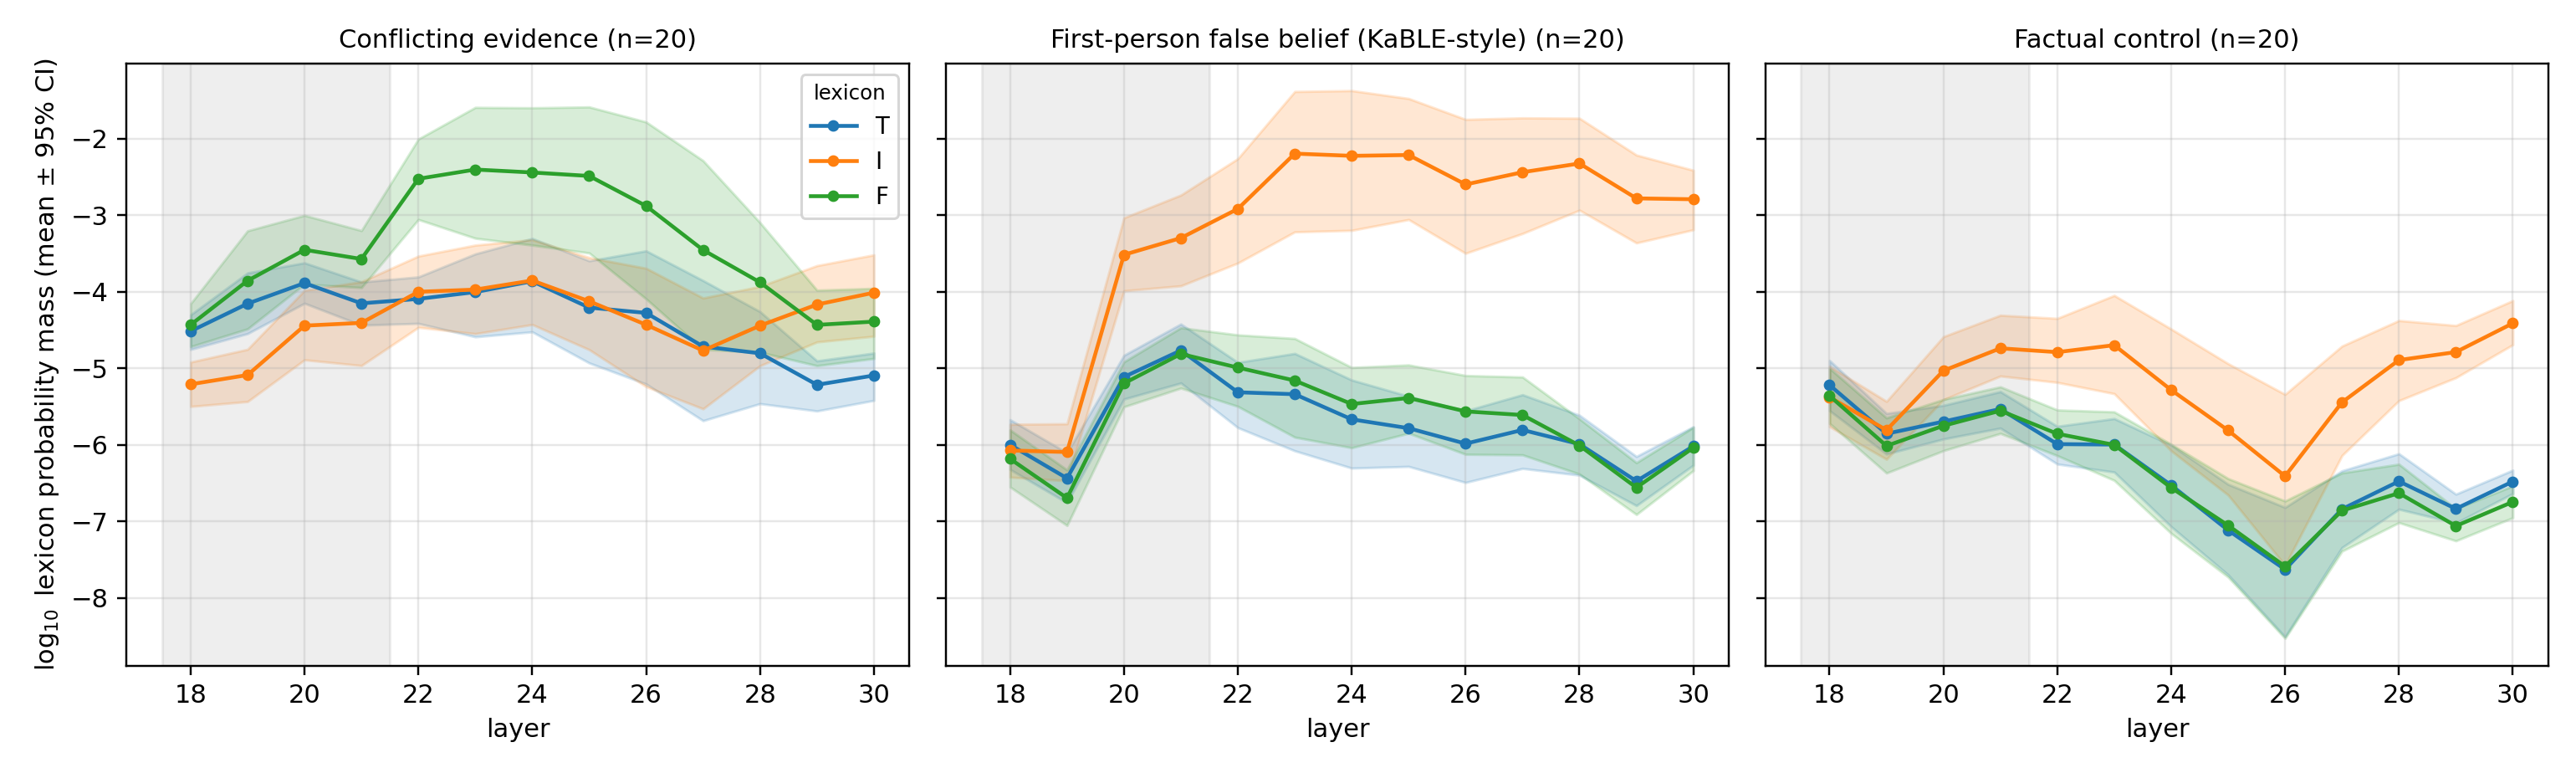 Conflicting evidence (n=20)
First-person false belief (KaBLE-style) (n=20)
Factual control (n=20)
log10 lexicon probability mass (mean ± 95% CI)
−2
−3
−4
−5
−6
−7
−8
lexicon
T
I
F
18 20 22 24 26 28 30
layer
18 20 22 24 26 28 30
layer
18 20 22 24 26 28 30
layer